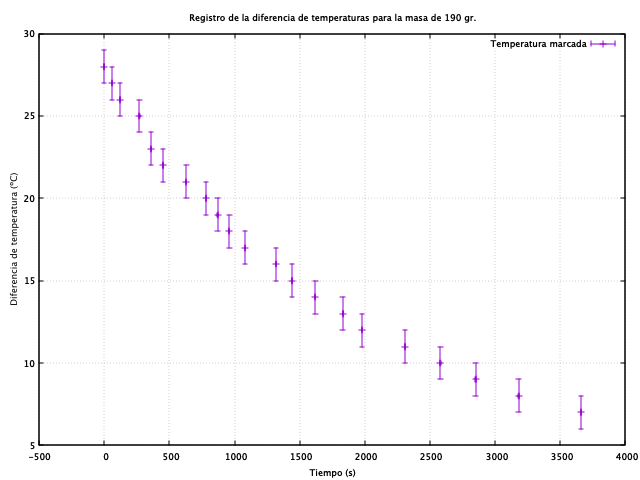 Registro de la diferencia de temperaturas para la masa de 190 gr.
Temperatura marcada
30
25
20
15
10
5
Diferencia de temperatura (ºC)
-500 0 500 1000 1500 2000 2500 3000 3500 4000
Tiempo (s)